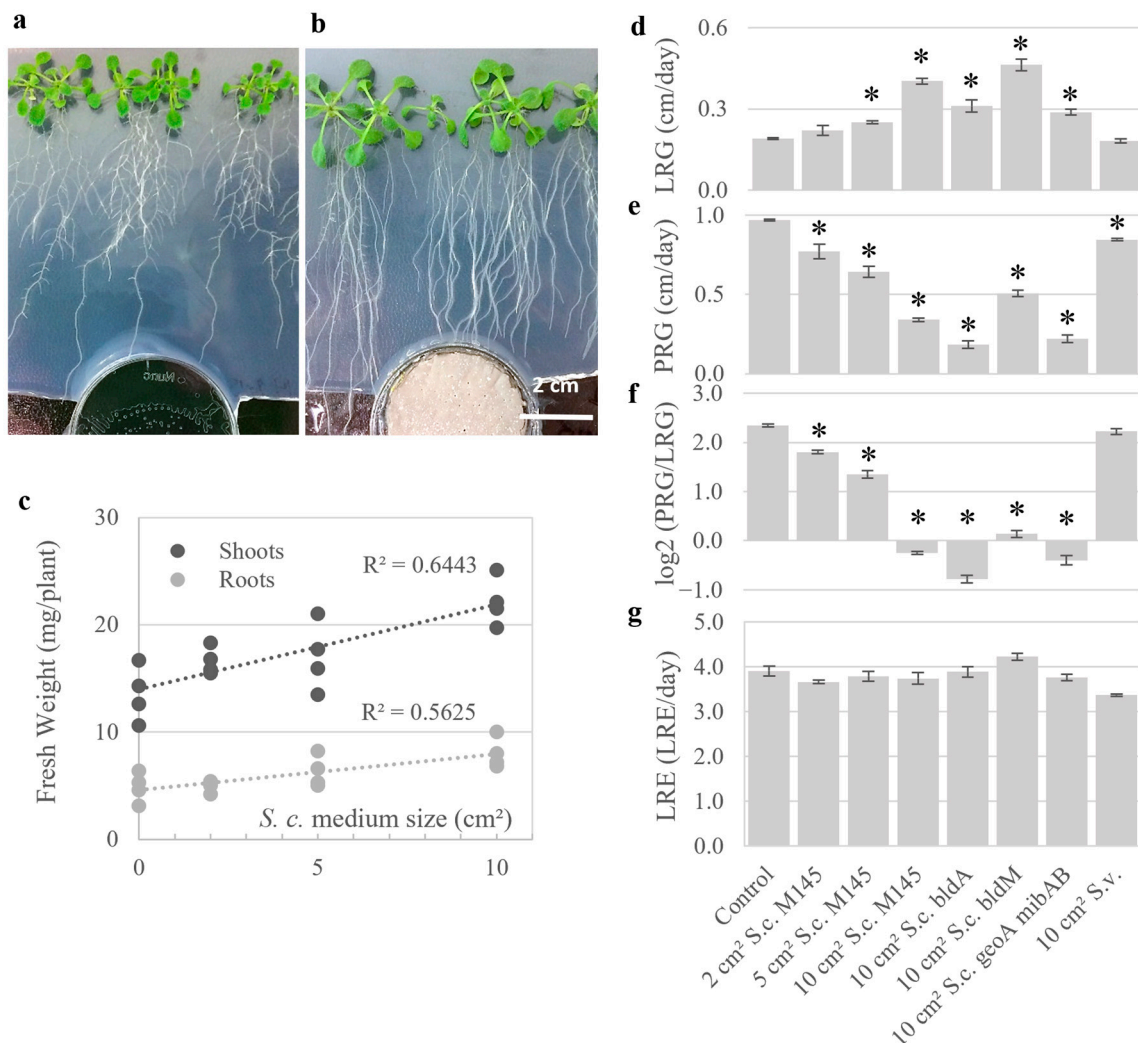 a
b
2 cm
c
Fresh Weight (mg/plant)
30
20
10
0
Shoots
Roots
R² = 0.6443
R² = 0.5625
S. c. medium size (cm²)
0
5
10
d
LRG (cm/day)
0.6
0.3
0.0
*
*
*
*
*
e
PRG (cm/day)
1.0
0.5
0.0
*
*
*
*
*
*
*
f
log2 (PRG/LRG)
3.0
2.0
1.0
0.0
−1.0
*
*
*
*
*
*
g
LRE (LRE/day)
5.0
4.0
3.0
2.0
1.0
0.0
Control
2 cm² S.c. M145
5 cm² S.c. M145
10 cm² S.c. M145
10 cm² S.c. bldA
10 cm² S.c. bldM
10 cm² S.c. geoA mibAB
10 cm² S.v.